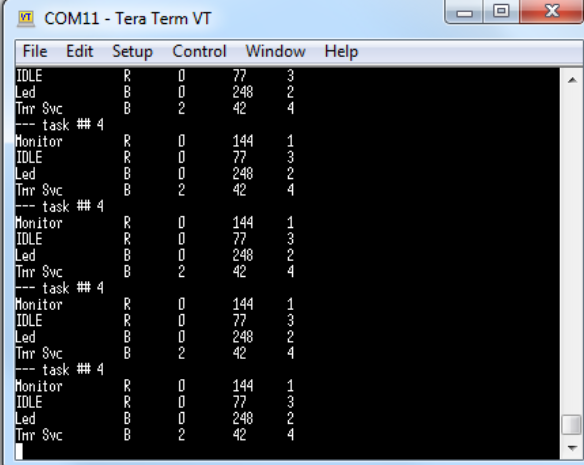 VT COM11 - Tera Term VT
File Edit Setup Control Window Help
IDLE R 0 77 3
Led B 0 248 2
Tmr Svc B 2 42 4
--- task ## 4
Monitor R 0 144 1
IDLE R 0 77 3
Led B 0 248 2
Tmr Svc B 2 42 4
--- task ## 4
Monitor R 0 144 1
IDLE R 0 77 3
Led B 0 248 2
Tmr Svc B 2 42 4
--- task ## 4
Monitor R 0 144 1
IDLE R 0 77 3
Led B 0 248 2
Tmr Svc B 2 42 4
--- task ## 4
Monitor R 0 144 1
IDLE R 0 77 3
Led B 0 248 2
Tmr Svc B 2 42 4